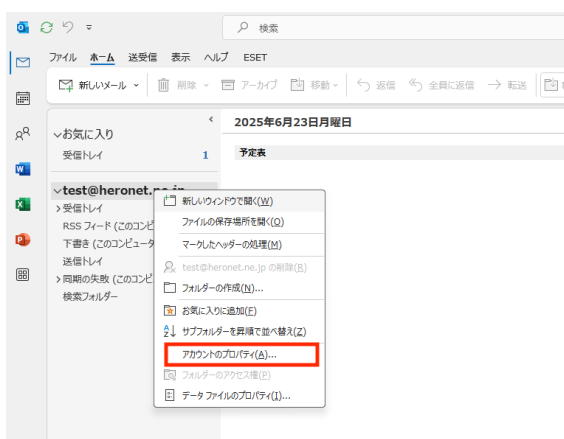 検索
ファイル ホーム 送受信 表示 ヘルプ ESET
新しいメール 削除 アーカイブ 移動 返信 全員に返信 転送
お気に入り
受信トレイ 1
2025年6月23日月曜日
予定表
test@heronet.ne.jp
受信トレイ
RSS フィード (このコンピ
下書き (このコンピュータ
送信トレイ
同期の失敗 (このコンピ
検索フォルダー
新しいウィンドウで開く(W)
ファイルの保存場所を開く(O)
マークしたヘッダーの処理(M)
test@heronet.ne.jp の削除(R)
フォルダーの作成(N)...
お気に入りに追加(F)
サブフォルダーを昇順で並べ替え(Z)
アカウントのプロパティ(A)...
フォルダーのアクセス権(P)
データ ファイルのプロパティ(I)...